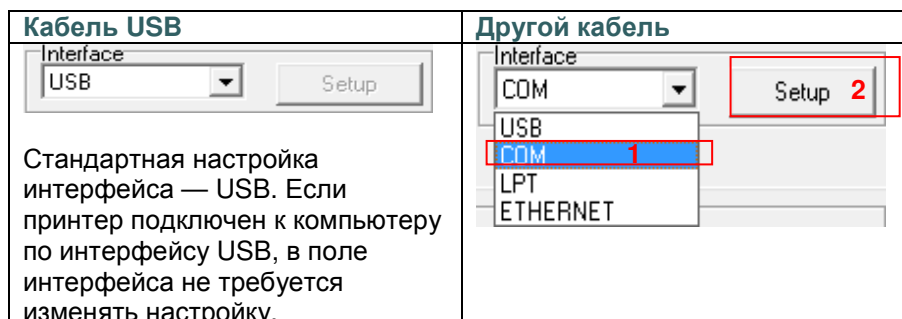 Кабель USB
Interface
USB
Setup
Стандартная настройка
интерфейса — USB. Если
принтер подключен к компьютеру
по интерфейсу USB, в поле
интерфейса не требуется
изменять настройку.
Другой кабель
Interface
COM
Setup 2
USB
COM 1
LPT
ETHERNET